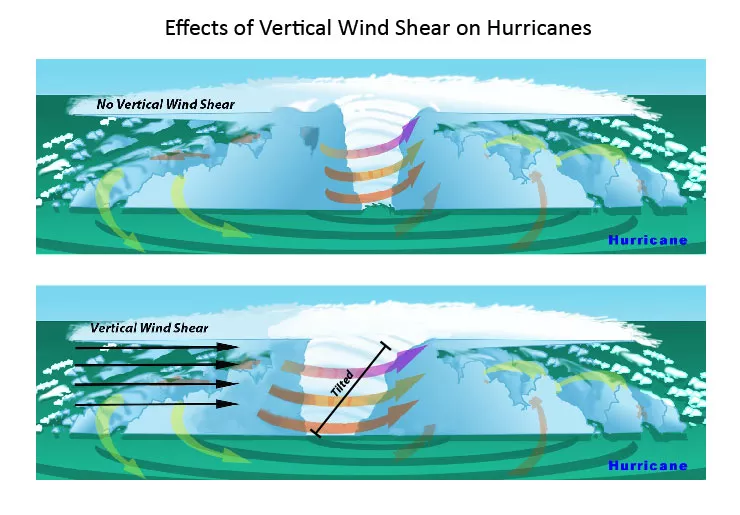 Effects of Vertical Wind Shear on Hurricanes
No Vertical Wind Shear
Hurricane
Vertical Wind Shear
Tilted
Hurricane